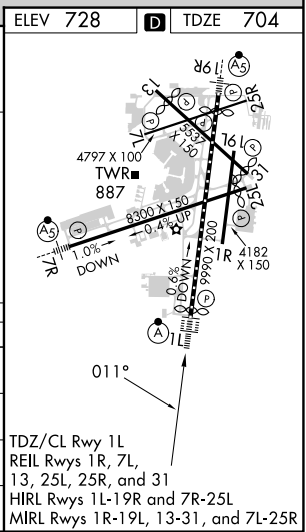 ELEV 728 D TDZE 704
19R
A5
13
P
P
P
25R
7L
5537 X 150
4797 X 100
19L
31
TWR
887
P
25L
P
8300 X 150
0.4% UP
A5
1.0%
DOWN
7R
9990 X 200
0.6%
DOWN
1R
4182
X 150
P
A
1L
011°
TDZ/CL Rwy 1L
REIL Rwys 1R, 7L,
13, 25L, 25R, and 31
HIRL Rwys 1L-19R and 7R-25L
MIRL Rwys 1R-19L, 13-31, and 7L-25R